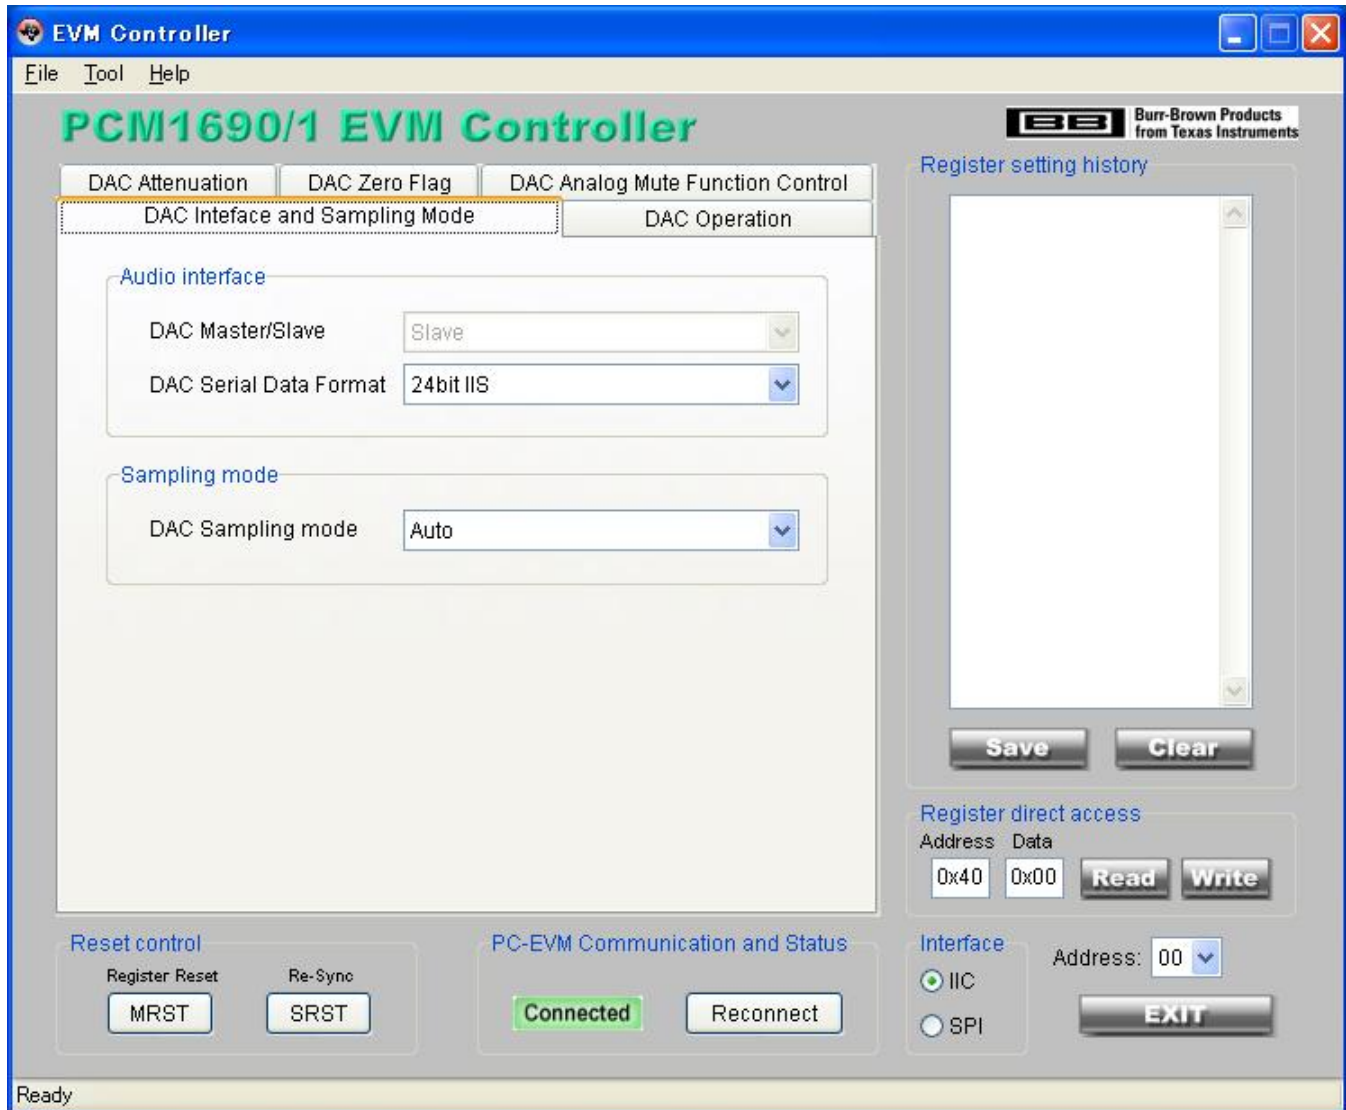 EVM Controller
File Tool Help
PCM1690/1 EVM Controller
BB Burr-Brown Products
from Texas Instruments
DAC Attenuation DAC Zero Flag DAC Analog Mute Function Control
DAC Inteface and Sampling Mode DAC Operation
Audio interface
DAC Master/Slave Slave
DAC Serial Data Format 24bit IIS
Sampling mode
DAC Sampling mode Auto
Register setting history
Save Clear
Register direct access
Address Data
0x40 0x00 Read Write
Reset control
Register Reset Re-Sync
MRST SRST
PC-EVM Communication and Status
Connected Reconnect
Interface
IIC
SPI
Address: 00
EXIT
Ready